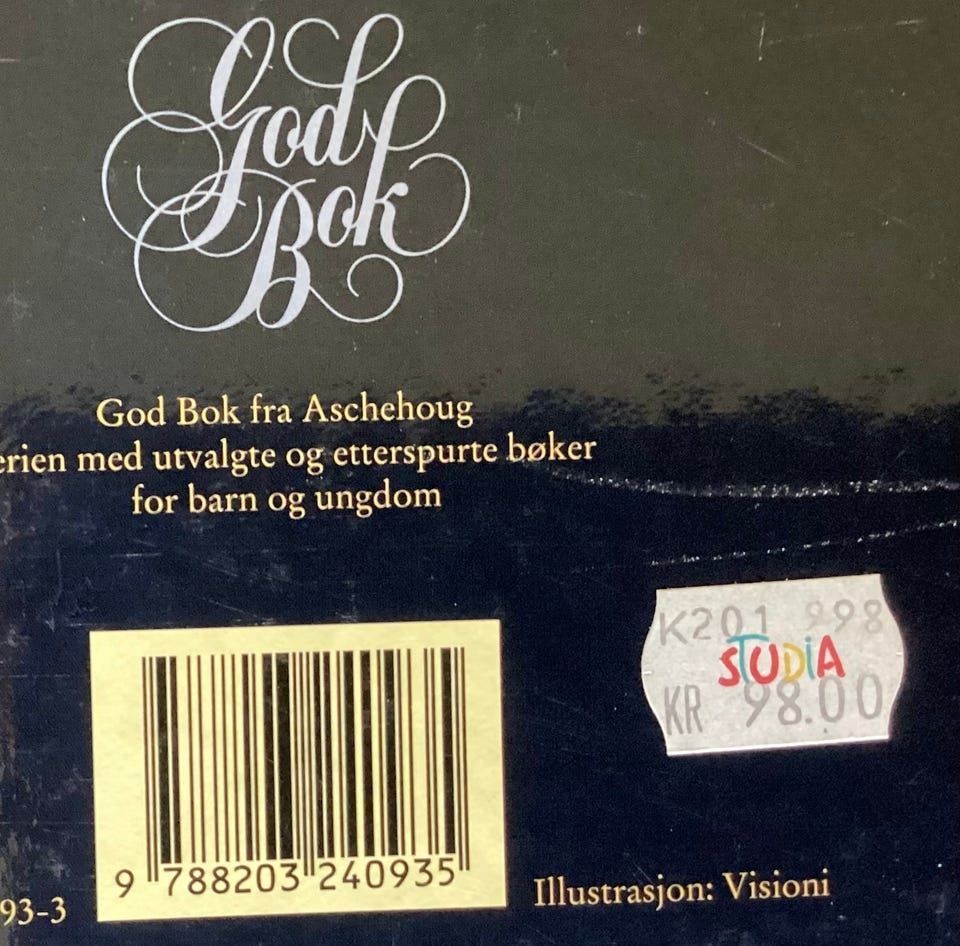 God
Bok
God Bok fra Aschehoug
erien med utvalgte og etterspurte bøker
for barn og ungdom
K201 998
STUDiA
KR 98.00
9 788203 240935
93-3
Illustrasjon: Visioni